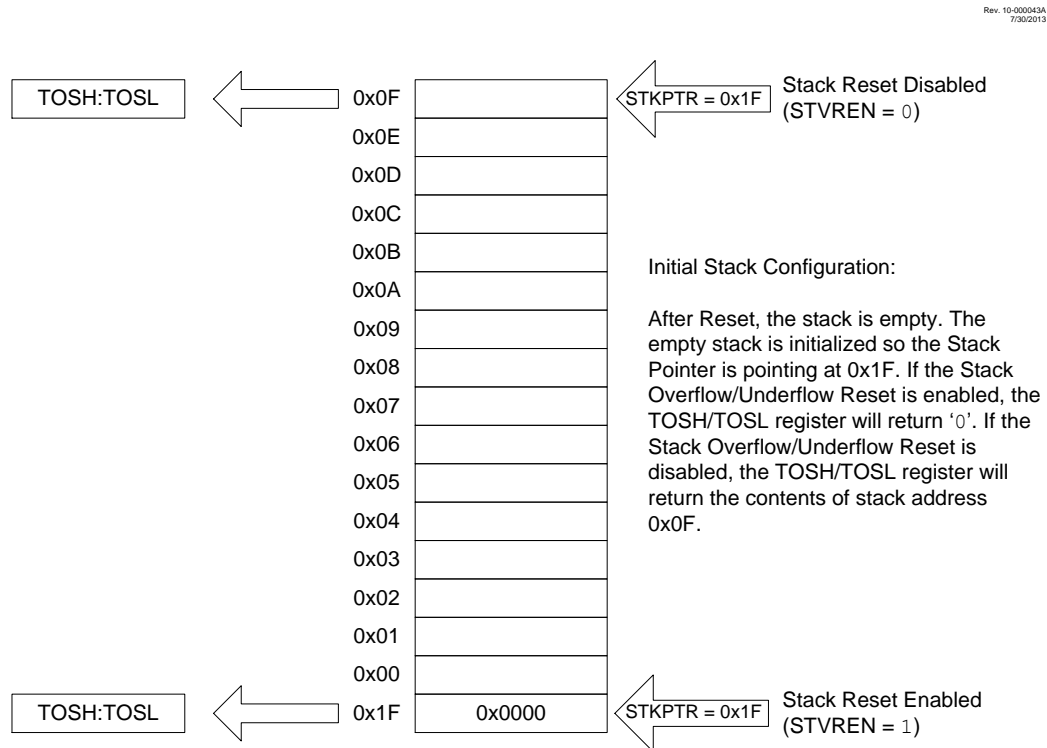 Rev. 10-000043A
7/30/2013
TOSH:TOSL
0x0F
STKPTR = 0x1F
Stack Reset Disabled
(STVREN = 0)
0x0E
0x0D
0x0C
0x0B
0x0A
0x09
0x08
0x07
0x06
0x05
0x04
0x03
0x02
0x01
0x00
Initial Stack Configuration:
After Reset, the stack is empty. The
empty stack is initialized so the Stack
Pointer is pointing at 0x1F. If the Stack
Overflow/Underflow Reset is enabled, the
TOSH/TOSL register will return ‘0’. If the
Stack Overflow/Underflow Reset is
disabled, the TOSH/TOSL register will
return the contents of stack address
0x0F.
TOSH:TOSL
0x1F
0x0000
STKPTR = 0x1F
Stack Reset Enabled
(STVREN = 1)